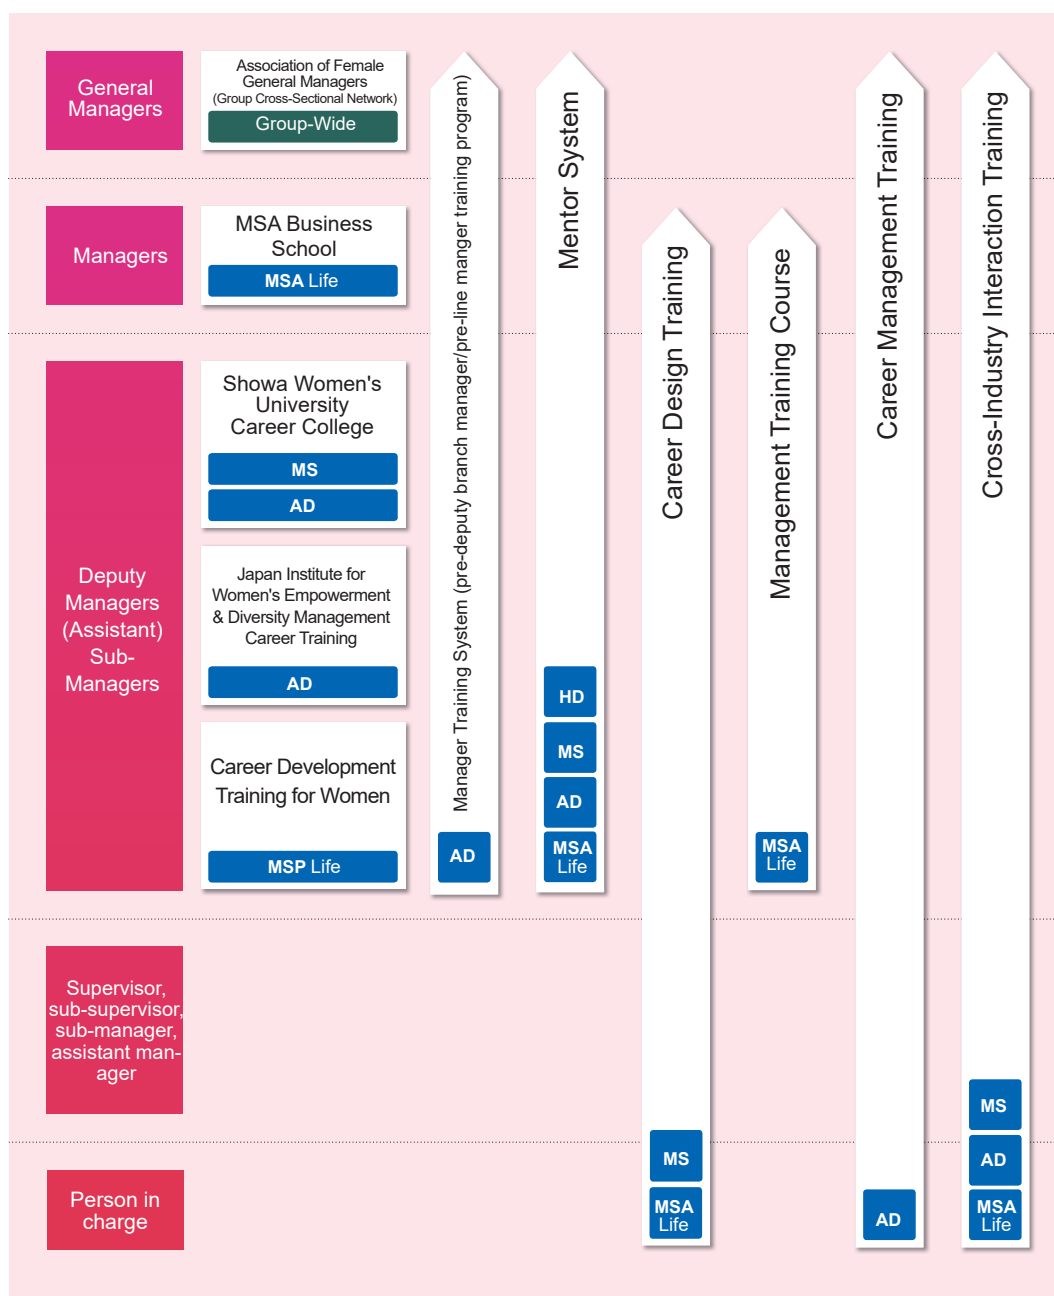 General
Managers
Association of Female
General Managers
(Group Cross-Sectional Network)
Group-Wide
Managers
MSA Business
School
MSA Life
Deputy
Managers
(Assistant)
Sub-
Managers
Showa Women's
University
Career College
MS
AD
Japan Institute for
Women's Empowerment
& Diversity Management
Career Training
AD
Career Development
Training for Women
MSP Life
Supervisor,
sub-supervisor,
sub-manager,
assistant man-
ager
Person in
charge
Manager Training System (pre-deputy branch manager/pre-line manger training program)
AD
Mentor System
HD
MS
AD
MSA
Life
Career Design Training
MS
MSA
Life
Management Training Course
MSA
Life
Career Management Training
AD
Cross-Industry Interaction Training
MS
AD
MSA
Life